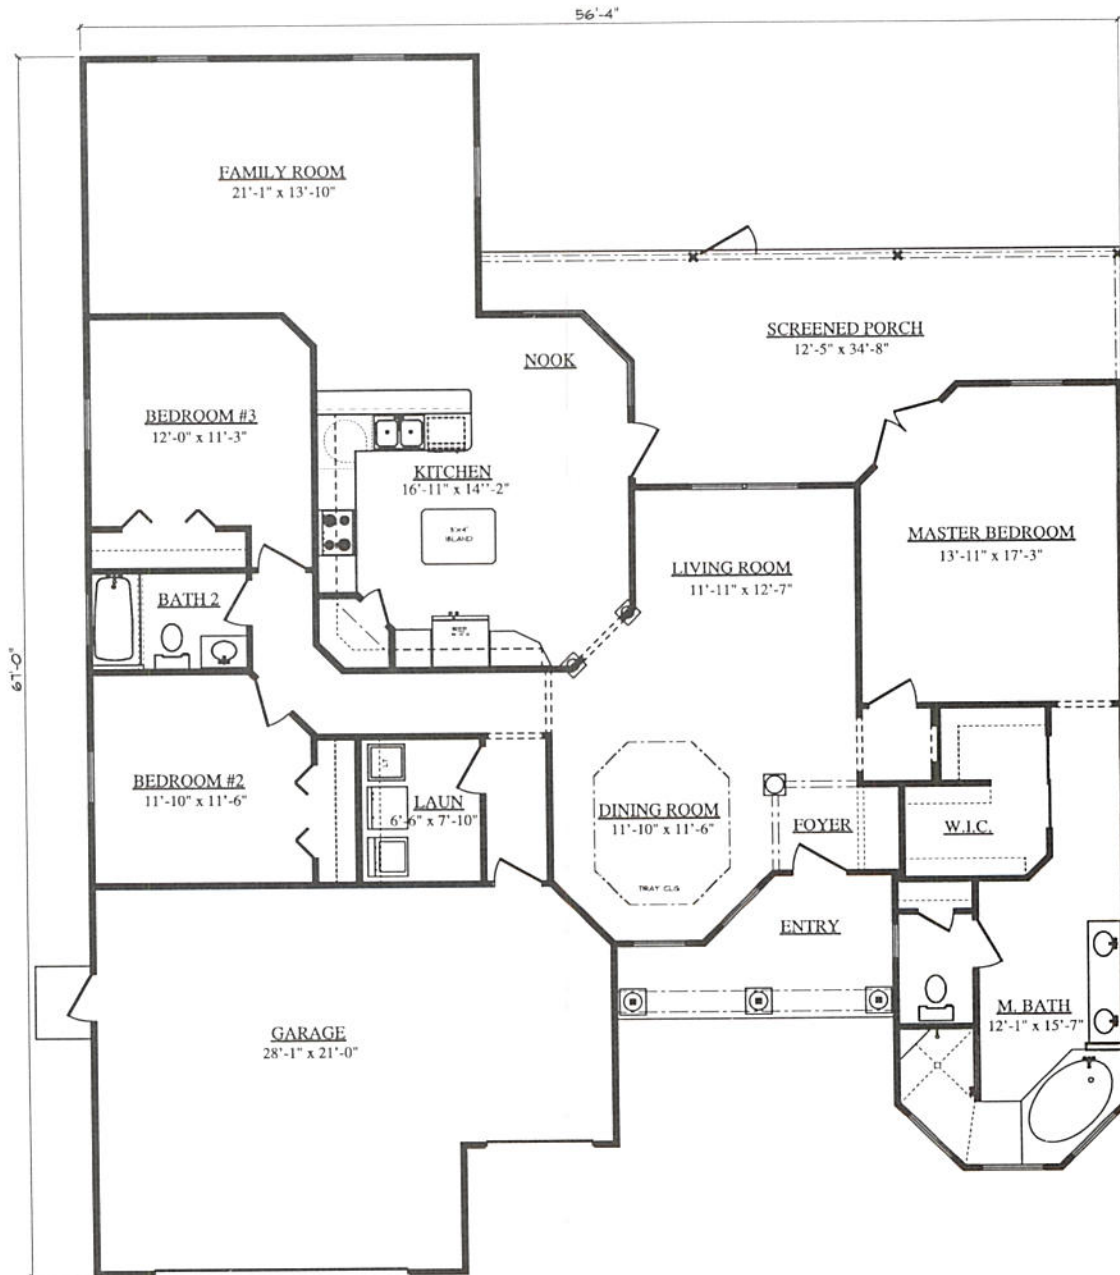 56'-4"
FAMILY ROOM
21'-1" x 13'-10"
SCREENED PORCH
12'-5" x 34'-8"
NOOK
BEDROOM #3
12'-0" x 11'-3"
KITCHEN
16'-11" x 14''-2"
ISLAND
MASTER BEDROOM
13'-11" x 17'-3"
LIVING ROOM
11'-11" x 12'-7"
BATH 2
67'-0"
BEDROOM #2
11'-10" x 11'-6"
LAUN
6'-6" x 7'-10"
DINING ROOM
11'-10" x 11'-6"
FOYER
W.I.C.
TRAY CLG
ENTRY
M. BATH
12'-1" x 15'-7"
GARAGE
28'-1" x 21'-0"